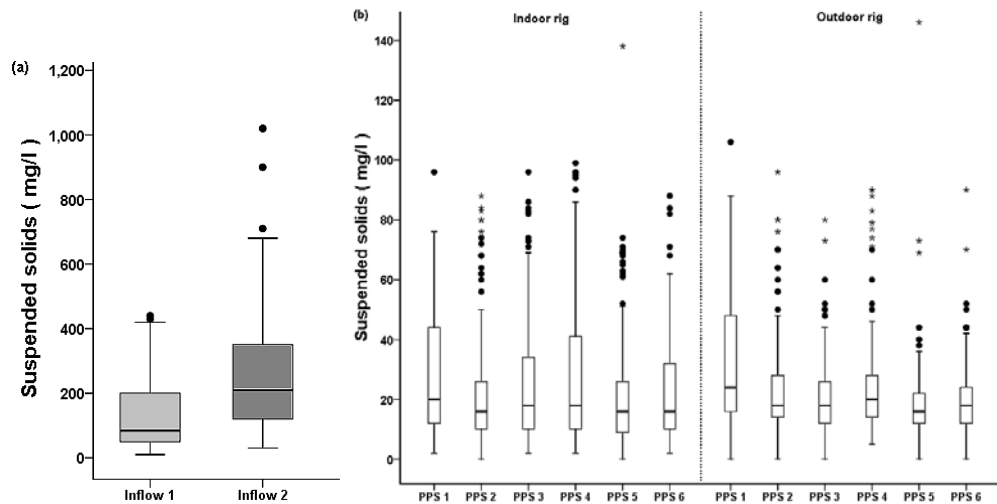 (a)
Suspended solids ( mg/l )
1,200
1,000
800
600
400
200
0
Inflow 1 Inflow 2
(b)
Indoor rig Outdoor rig
Suspended solids ( mg/l )
140
120
100
80
60
40
20
0
PPS 1 PPS 2 PPS 3 PPS 4 PPS 5 PPS 6 PPS 1 PPS 2 PPS 3 PPS 4 PPS 5 PPS 6